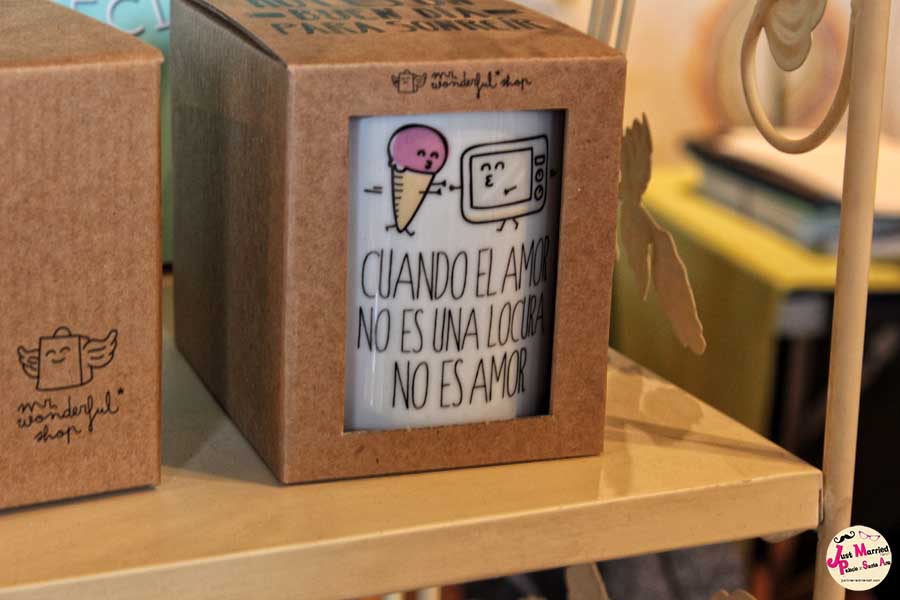 PARA SONREIR
mr.
wonderful*
shop
CUANDO EL AMOR
NO ES UNA LOCURA
NO ES AMOR
mr.
wonderful*
shop
Just Married